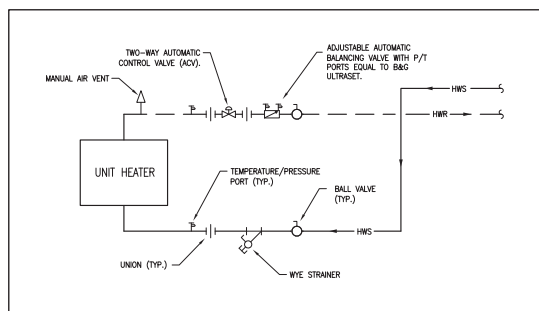 TWO-WAY AUTOMATIC
CONTROL VALVE (ACV).
ADJUSTABLE AUTOMATIC
BALANCING VALVE WITH P/T
PORTS EQUAL TO B&G
ULTRASET.
MANUAL AIR VENT
HWS
HWR
UNIT HEATER
TEMPERATURE/PRESSURE
PORT (TYP.)
BALL VALVE
(TYP.)
HWS
UNION (TYP.)
WYE STRAINER